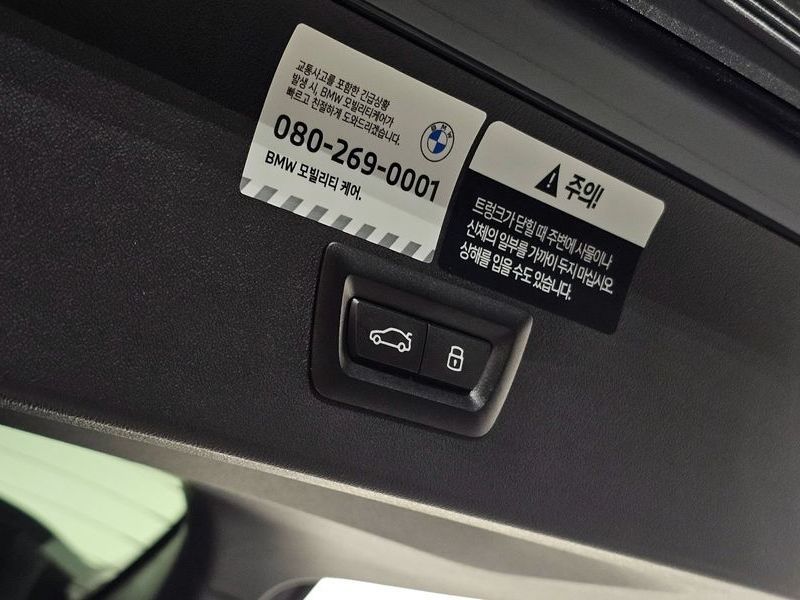 교통사고를 포함한 긴급상황
발생 시, BMW 모빌리티케어가
빠르고 친절하게 도와드리겠습니다.
080-269-0001
BMW 모빌리티 케어.
BMW
주의!
트렁크가 닫힐 때 주변에 사물이나
신체의 일부를 가까이 두지 마십시오.
상해를 입을 수도 있습니다.